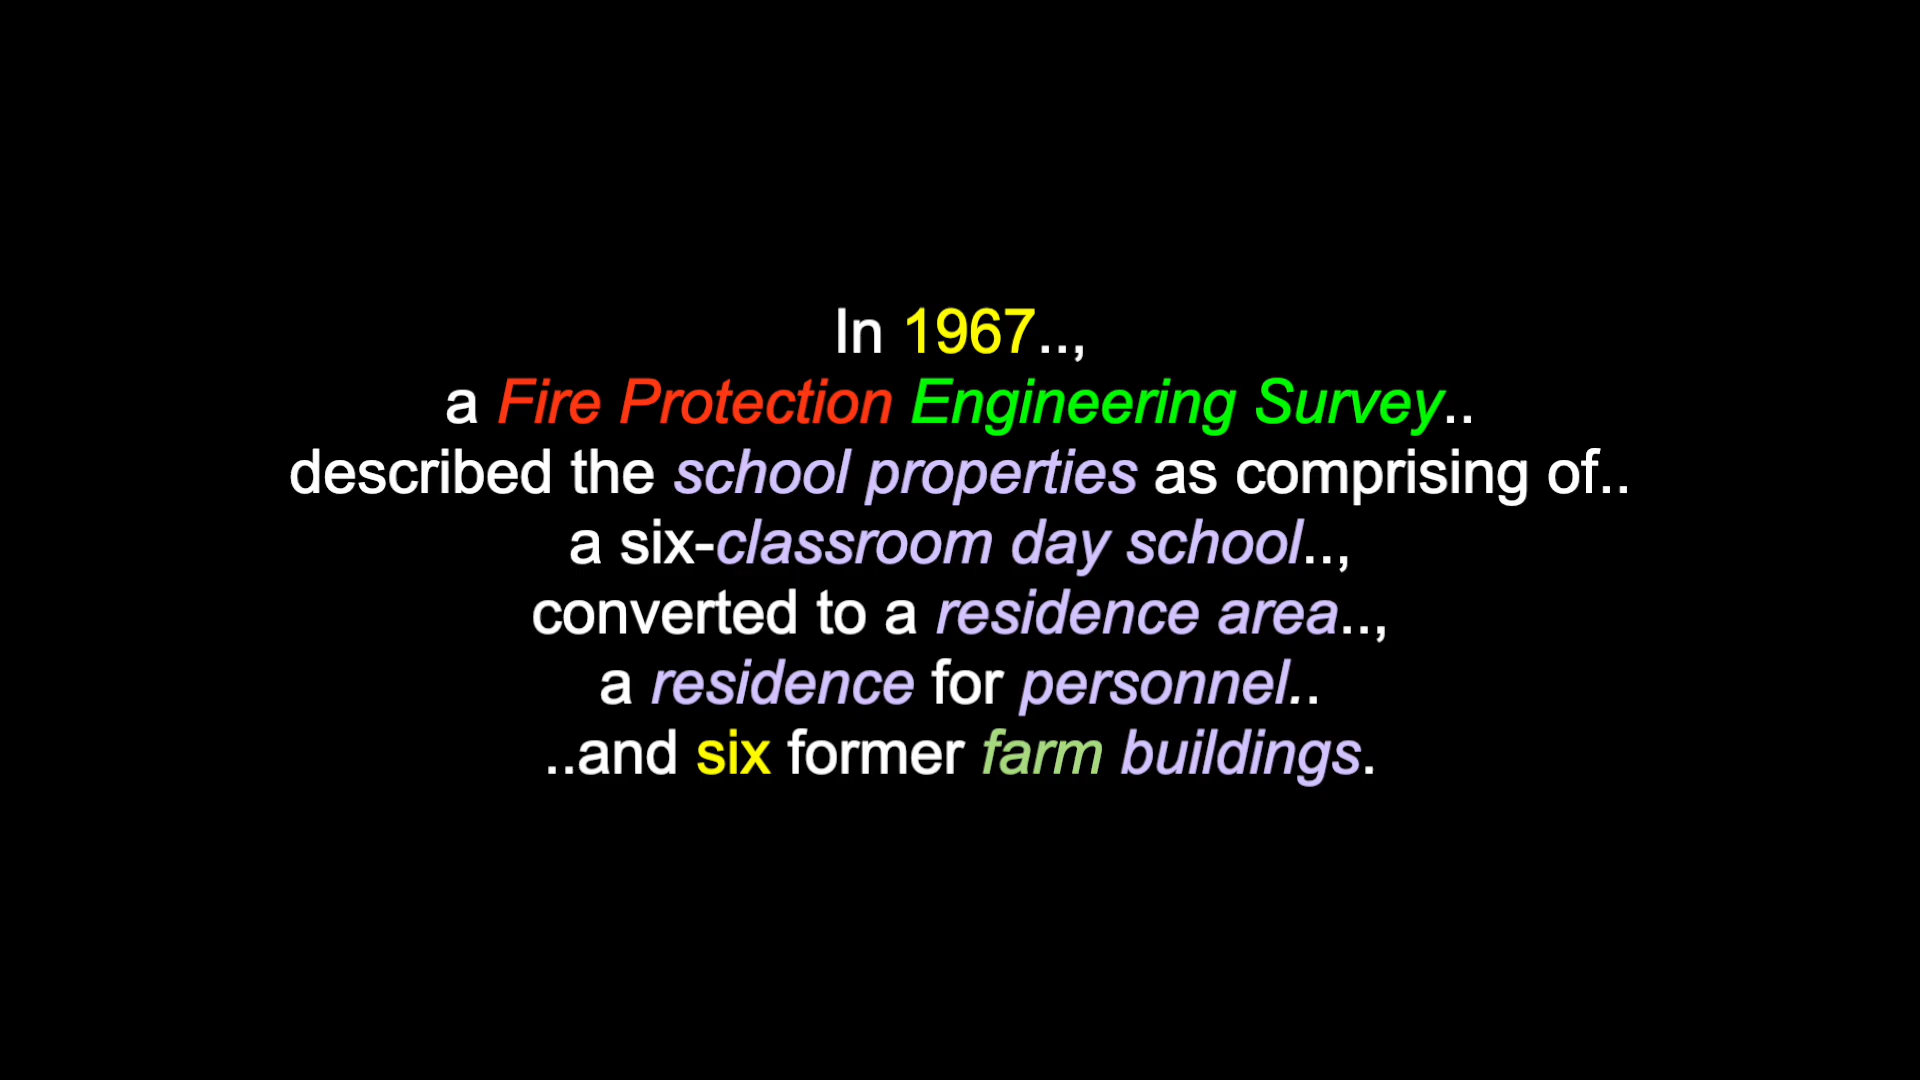 In 1967..,
a Fire Protection Engineering Survey..
described the school properties as comprising of..
a six-classroom day school..,
converted to a residence area..,
a residence for personnel..
..and six former farm buildings.